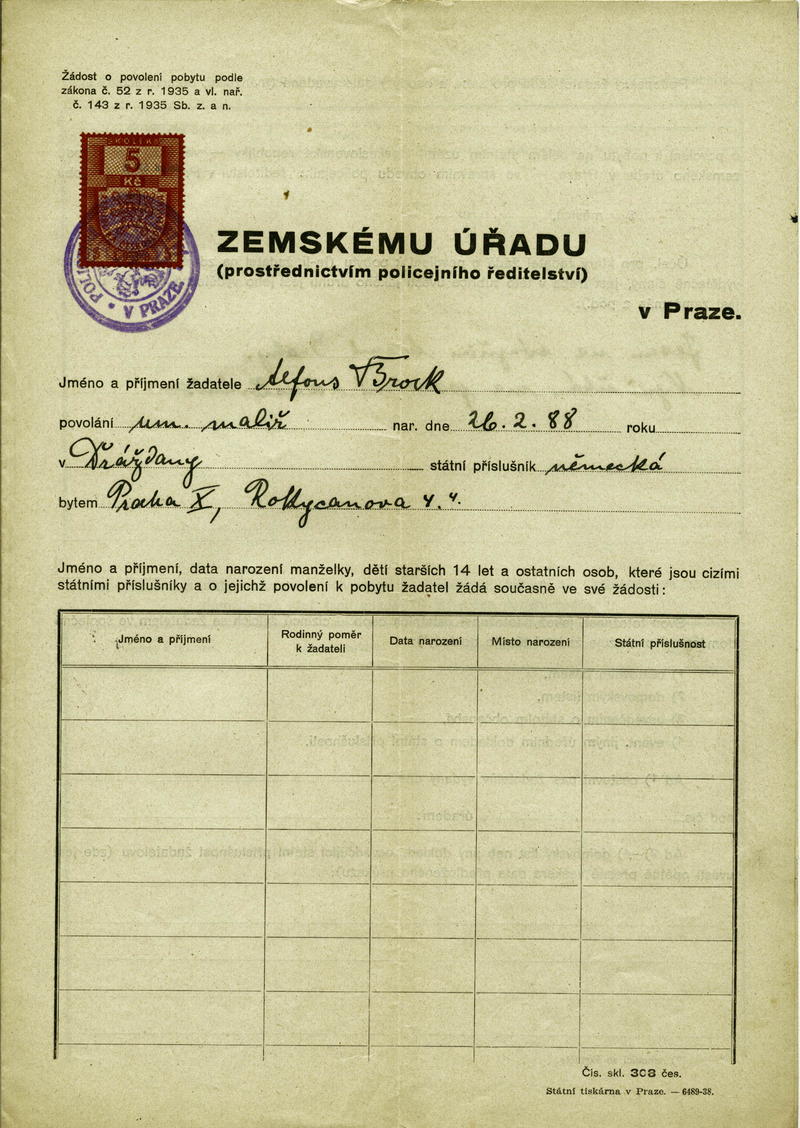 Žádost o povolení pobytu podle
zákona č. 52 z r. 1935 a vl. nař.
č. 143 z r. 1935 Sb. z. a n.
KOLEK
5
Kč
V PRAZE
ZEMSKÉMU ÚŘADU
(prostřednictvím policejního ředitelství)
v Praze.
Jméno a příjmení žadatele Alfons Brock
povolání um. malíř nar. dne 26. 2. 88 roku
v Drážďany státní příslušník německá
bytem Praha X, Rokycanova 4.
Jméno a příjmení, data narození manželky, dětí starších 14 let a ostatních osob, které jsou cizími
státními příslušníky a o jejichž povolení k pobytu žadatel žádá současně ve své žádosti:
Jméno a příjmení
Rodinný poměr
k žadateli
Data narození
Místo narození
Státní příslušnost
Čís. skl. 308 čes.
Státní tiskárna v Praze. — 6489-38.